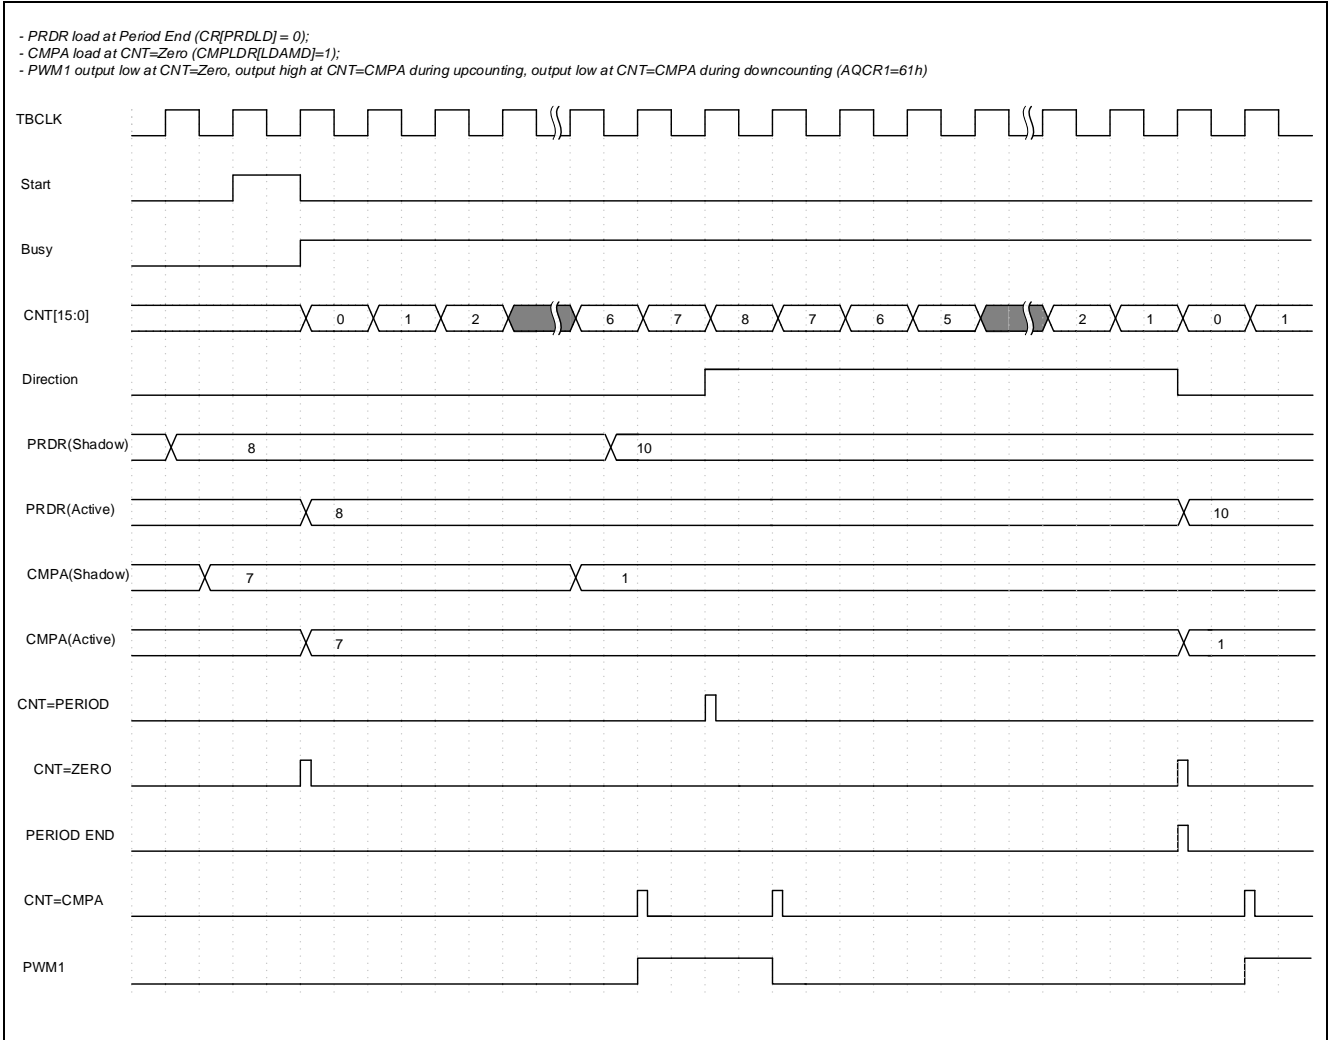 - PRDR load at Period End (CR[PRDLD] = 0);
- CMPA load at CNT=Zero (CMPLDR[LDAMD]=1);
- PWM1 output low at CNT=Zero, output high at CNT=CMPA during upcounting, output low at CNT=CMPA during downcounting (AQCR1=61h)
TBCLK
Start
Busy
CNT[15:0] 0 1 2 6 7 8 7 6 5 2 1 0 1
Direction
PRDR(Shadow) 8 10
PRDR(Active) 8 10
CMPA(Shadow) 7 1
CMPA(Active) 7 1
CNT=PERIOD
CNT=ZERO
PERIOD END
CNT=CMPA
PWM1